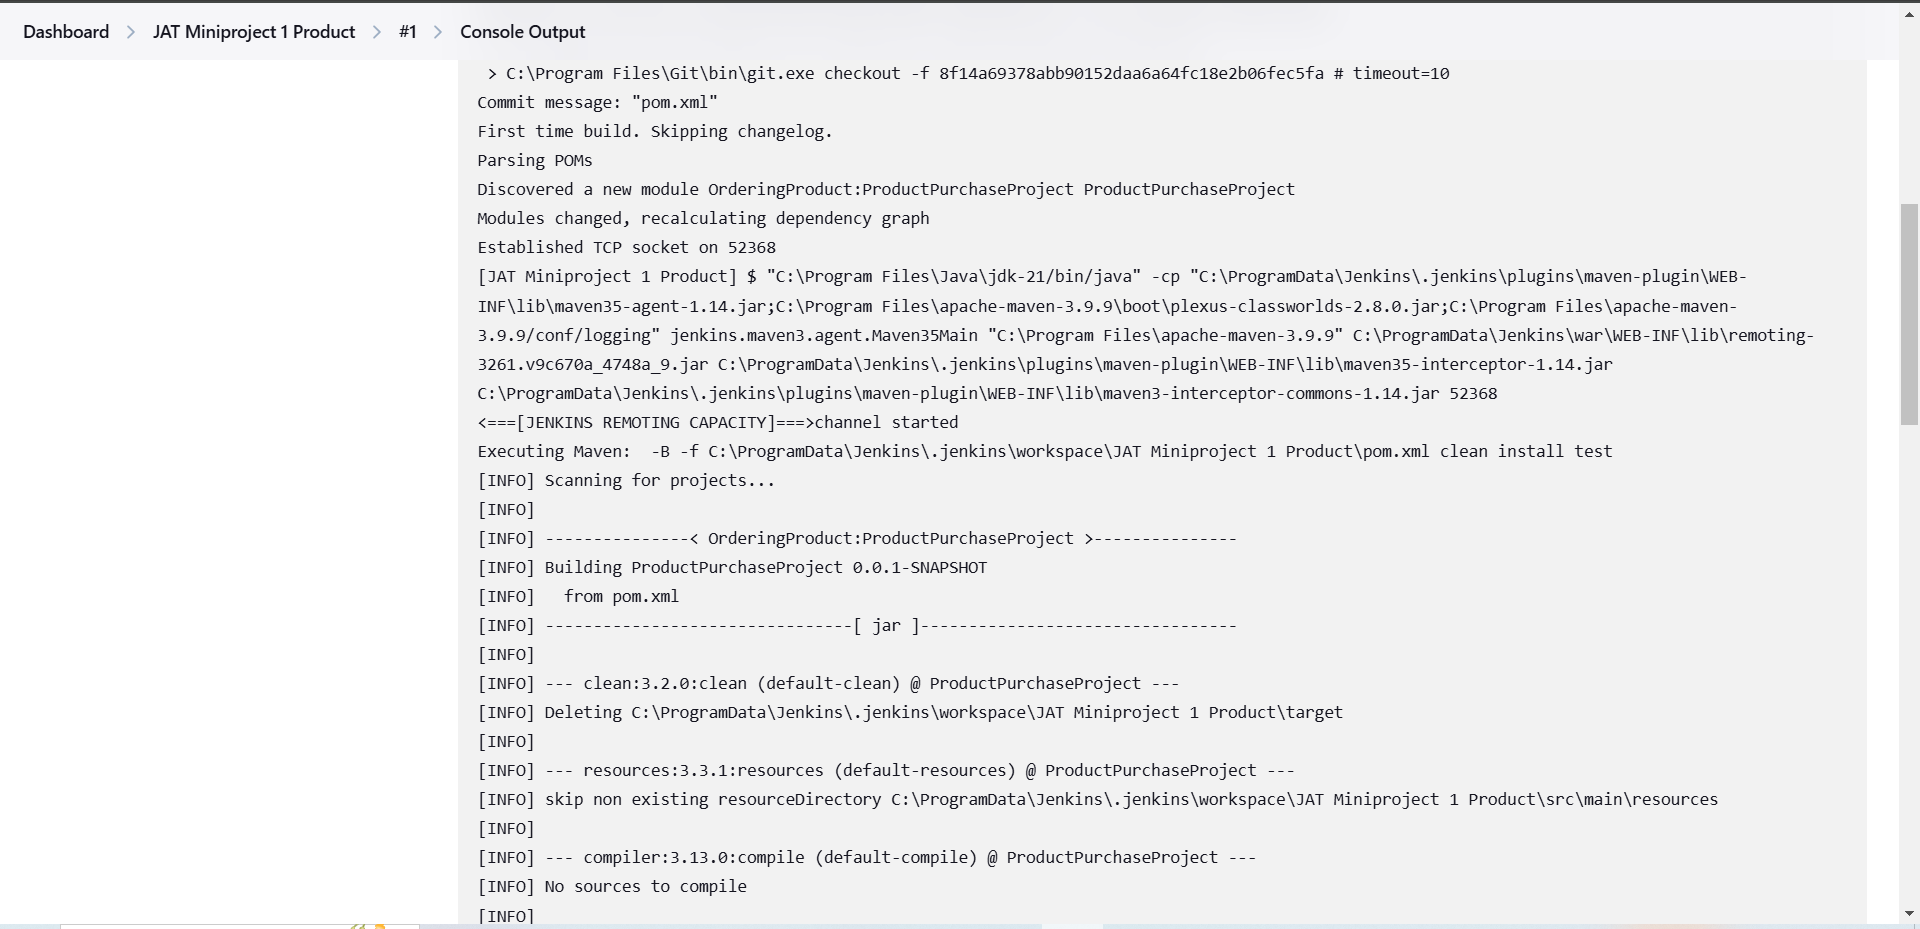 Dashboard > JAT Miniproject 1 Product > #1 > Console Output
> C:\Program Files\Git\bin\git.exe checkout -f 8f14a69378abb90152daa6a64fc18e2b06fec5fa # timeout=10
Commit message: "pom.xml"
First time build. Skipping changelog.
Parsing POMs
Discovered a new module OrderingProduct:ProductPurchaseProject ProductPurchaseProject
Modules changed, recalculating dependency graph
Established TCP socket on 52368
[JAT Miniproject 1 Product] $ "C:\Program Files\Java\jdk-21/bin/java" -cp "C:\ProgramData\Jenkins\.jenkins\plugins\maven-plugin\WEB-
INF\lib\maven35-agent-1.14.jar;C:\Program Files\apache-maven-3.9.9\boot\plexus-classworlds-2.8.0.jar;C:\Program Files\apache-maven-
3.9.9/conf/logging" jenkins.maven3.agent.Maven35Main "C:\Program Files\apache-maven-3.9.9" C:\ProgramData\Jenkins\war\WEB-INF\lib\remoting-
3261.v9c670a_4748a_9.jar C:\ProgramData\Jenkins\.jenkins\plugins\maven-plugin\WEB-INF\lib\maven35-interceptor-1.14.jar
C:\ProgramData\Jenkins\.jenkins\plugins\maven-plugin\WEB-INF\lib\maven3-interceptor-commons-1.14.jar 52368
<===[JENKINS REMOTING CAPACITY]===>channel started
Executing Maven:  -B -f C:\ProgramData\Jenkins\.jenkins\workspace\JAT Miniproject 1 Product\pom.xml clean install test
[INFO] Scanning for projects...
[INFO]
[INFO] ---------------< OrderingProduct:ProductPurchaseProject >---------------
[INFO] Building ProductPurchaseProject 0.0.1-SNAPSHOT
[INFO]   from pom.xml
[INFO] --------------------------------[ jar ]---------------------------------
[INFO]
[INFO] --- clean:3.2.0:clean (default-clean) @ ProductPurchaseProject ---
[INFO] Deleting C:\ProgramData\Jenkins\.jenkins\workspace\JAT Miniproject 1 Product\target
[INFO]
[INFO] --- resources:3.3.1:resources (default-resources) @ ProductPurchaseProject ---
[INFO] skip non existing resourceDirectory C:\ProgramData\Jenkins\.jenkins\workspace\JAT Miniproject 1 Product\src\main\resources
[INFO]
[INFO] --- compiler:3.13.0:compile (default-compile) @ ProductPurchaseProject ---
[INFO] No sources to compile
[INFO]